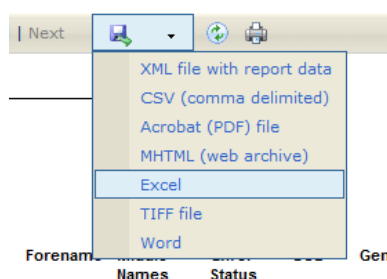 | Next
XML file with report data
CSV (comma delimited)
Acrobat (PDF) file
MHTML (web archive)
Excel
TIFF file
Word
Forename
Names Status